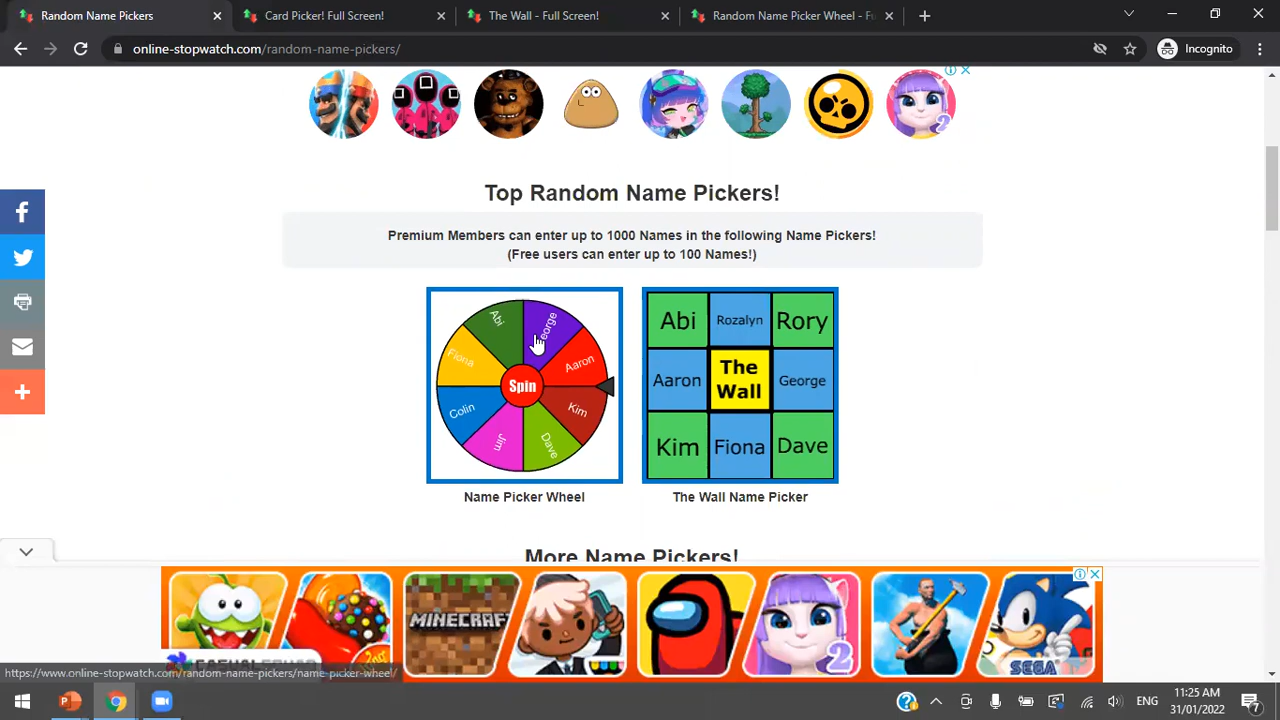 Random Name Pickers
Card Picker! Full Screen!
The Wall - Full Screen!
Random Name Picker Wheel - Fu
online-stopwatch.com/random-name-pickers/
Incognito
2
Top Random Name Pickers!
Premium Members can enter up to 1000 Names in the following Name Pickers!
(Free users can enter up to 100 Names!)
Abi
George
Fiona
Aaron
Spin
Colin
Kim
Jim
Dave
Abi Rozalyn Rory
Aaron The Wall George
Kim Fiona Dave
Name Picker Wheel
The Wall Name Picker
More Name Pickers!
MINECRAFT
2
SEGA
https://www.online-stopwatch.com/random-name-pickers/name-picker-wheel/
ENG
11:25 AM
31/01/2022
7